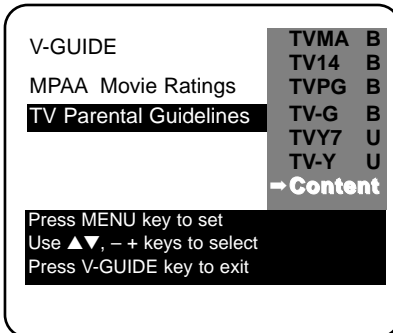 V-GUIDE
MPAA Movie Ratings
TV Parental Guidelines
TVMA B
TV14 B
TVPG B
TV-G B
TVY7 U
TV-Y U
➡Content
Press MENU key to set
Use ▲▼, – + keys to select
Press V-GUIDE key to exit